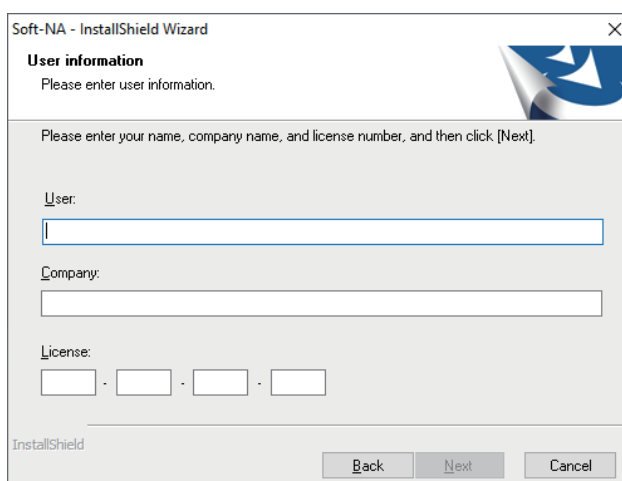 Soft-NA - InstallShield Wizard
User information
Please enter user information.
Please enter your name, company name, and license number, and then click [Next].
User:
Company:
License:
- - -
InstallShield
Back Next Cancel